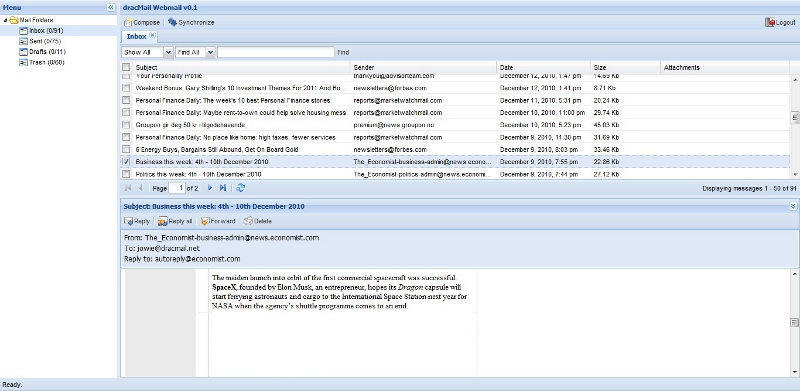 Menu
dracMail Webmail v0.1
Mail Folders
Inbox (0/91)
Sent (0/75)
Drafts (0/11)
Trash (0/60)
Compose Synchronize Logout
Inbox
Show All Find All Find
Subject Sender Date Size Attachments
Your Personality Profile thankyou@advisorteam.com December 12, 2010, 1:47 pm 14.69 Kb
Weekend Bonus: Gary Shilling's 10 Investment Themes For 2011 And Ho... newsletters@forbes.com December 12, 2010, 1:41 pm 8.71 Kb
Personal Finance Daily: The week's 10 best Personal Finance stories reports@marketwatchmail.com December 11, 2010, 5:31 pm 20.24 Kb
Personal Finance Daily: Maybe rent-to-own could help solve housing mess reports@marketwatchmail.com December 10, 2010, 11:00 pm 29.74 Kb
Groupon gir deg 50 kr i tilgodehavende premium@news.groupon.no December 10, 2010, 5:23 pm 45.03 Kb
Personal Finance Daily: No place like home; high taxes, fewer services reports@marketwatchmail.com December 9, 2010, 11:30 pm 31.69 Kb
6 Energy Buys, Bargains Still Abound, Get On Board Gold newsletters@forbes.com December 9, 2010, 8:03 pm 33.46 Kb
Business this week: 4th - 10th December 2010 The_Economist-business-admin@news.econo... December 9, 2010, 7:55 pm 22.86 Kb
Politics this week: 4th - 10th December 2010 The_Economist-politics-admin@news.economi... December 9, 2010, 7:44 pm 27.12 Kb
Page 1 of 2 Displaying messages 1 - 50 of 91
Subject: Business this week: 4th - 10th December 2010
Reply Reply all Forward Delete
From: The_Economist-business-admin@news.economist.com
To: jowie@dracmail.net
Reply to: autoreply@economist.com
The maiden launch into orbit of the first commercial spacecraft was successful.
SpaceX, founded by Elon Musk, an entrepreneur, hopes its Dragon capsule will
start ferrying astronauts and cargo to the International Space Station next year for
NASA when the agency's shuttle programme comes to an end.
Ready.